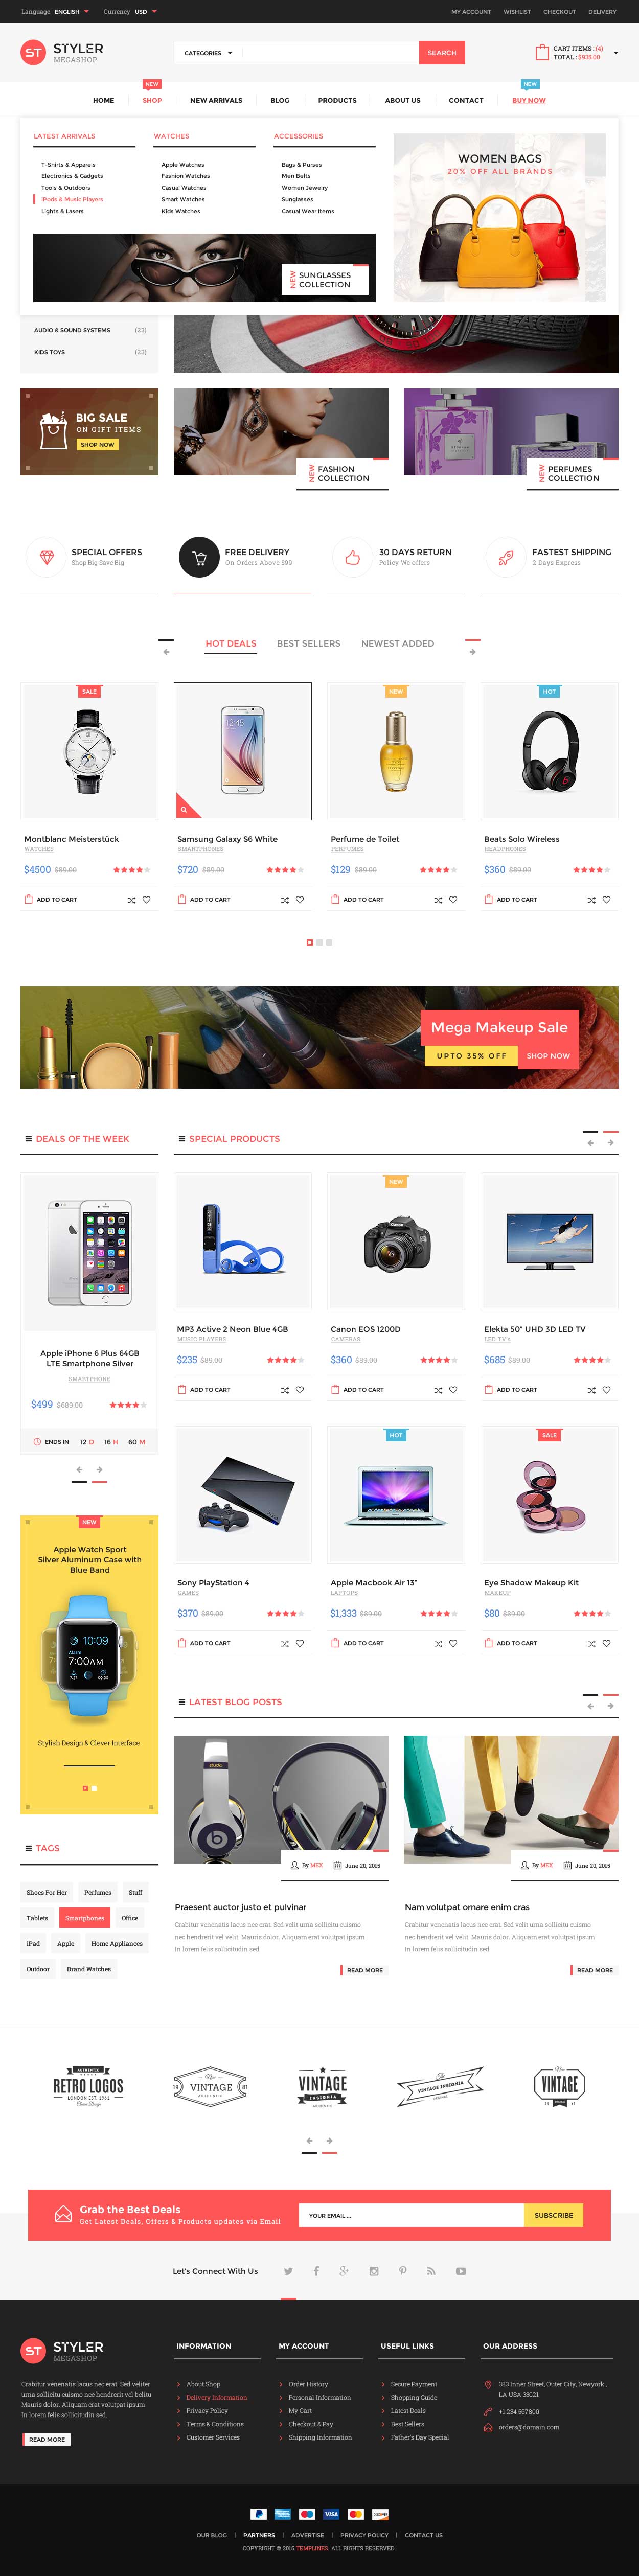 Language ENGLISH Currency USD MY ACCOUNT WISHLIST CHECKOUT DELIVERY
ST STYLER
MEGASHOP
CATEGORIES SEARCH
CART ITEMS : (4)
TOTAL : $935.00
NEW NEW
HOME SHOP NEW ARRIVALS BLOG PRODUCTS ABOUT US CONTACT BUY NOW
LATEST ARRIVALS
T-Shirts & Apparels
Electronics & Gadgets
Tools & Outdoors
iPods & Music Players
Lights & Lasers
WATCHES
Apple Watches
Fashion Watches
Casual Watches
Smart Watches
Kids Watches
ACCESSORIES
Bags & Purses
Men Belts
Women Jewelry
Sunglasses
Casual Wear Items
WOMEN BAGS
20% OFF ALL BRANDS
NEW
SUNGLASSES
COLLECTION
AUDIO & SOUND SYSTEMS (23)
KIDS TOYS (23)
BIG SALE
ON GIFT ITEMS
SHOP NOW
NEW
FASHION
COLLECTION
NEW
PERFUMES
COLLECTION
SPECIAL OFFERS
Shop Big Save Big
FREE DELIVERY
On Orders Above $99
30 DAYS RETURN
Policy We offers
FASTEST SHIPPING
2 Days Express
HOT DEALS BEST SELLERS NEWEST ADDED
SALE
Montblanc Meisterstück
WATCHES
$4500 $89.00
ADD TO CART
Samsung Galaxy S6 White
SMARTPHONES
$720 $89.00
ADD TO CART
NEW
Perfume de Toilet
PERFUMES
$129 $89.00
ADD TO CART
HOT
Beats Solo Wireless
HEADPHONES
$360 $89.00
ADD TO CART
Mega Makeup Sale
UPTO 35% OFF SHOP NOW
DEALS OF THE WEEK
Apple iPhone 6 Plus 64GB
LTE Smartphone Silver
SMARTPHONE
$499 $689.00
ENDS IN 12 D 16 H 60 M
NEW
Apple Watch Sport
Silver Aluminum Case with
Blue Band
10:09
7:00AM
Stylish Design & Clever Interface
TAGS
Shoes For Her Perfumes Stuff
Tablets Smartphones Office
iPad Apple Home Appliances
Outdoor Brand Watches
SPECIAL PRODUCTS
MP3 Active 2 Neon Blue 4GB
MUSIC PLAYERS
$235 $89.00
ADD TO CART
NEW
Canon EOS 1200D
CAMERAS
$360 $89.00
ADD TO CART
Elekta 50" UHD 3D LED TV
LED TV's
$685 $89.00
ADD TO CART
Sony PlayStation 4
GAMES
$370 $89.00
ADD TO CART
HOT
Apple Macbook Air 13"
LAPTOPS
$1,333 $89.00
ADD TO CART
SALE
Eye Shadow Makeup Kit
MAKEUP
$80 $89.00
ADD TO CART
LATEST BLOG POSTS
studio
By MEX June 20, 2015
Praesent auctor justo et pulvinar
Crabitur venenatis lacus nec erat. Sed velit urna sollicitu euismo
nec hendrerit vel velit. Mauris dolor. Aliquam erat volutpat ipsum
In lorem felis sollicitudin sed.
READ MORE
By MEX June 20, 2015
Nam volutpat ornare enim cras
Crabitur venenatis lacus nec erat. Sed velit urna sollicitu euismo
nec hendrerit vel velit. Mauris dolor. Aliquam erat volutpat ipsum
In lorem felis sollicitudin sed.
READ MORE
AUTHENTIC
RETRO LOGOS
LONDON EST. 1961
19 VINTAGE 81
VINTAGE
INSIGNIA
AUTHENTIC
The
VINTAGE INSIGNIA
VINTAGE
19 73
Grab the Best Deals
Get Latest Deals, Offers & Products updates via Email
YOUR EMAIL ... SUBSCRIBE
Let's Connect With Us
ST STYLER
MEGASHOP
Crabitur venenatis lacus nec erat. Sed veliter
urna sollicitu euismo nec hendrerit vel belitu
Mauris dolor. Aliquam erat volutpat ipsum
In lorem felis sollicitudin sed.
READ MORE
INFORMATION
About Shop
Delivery Information
Privacy Policy
Terms & Conditions
Customer Services
MY ACCOUNT
Order History
Personal Information
My Cart
Checkout & Pay
Shipping Information
USEFUL LINKS
Secure Payment
Shopping Guide
Latest Deals
Best Sellers
Father's Day Special
OUR ADDRESS
383 Inner Street, Outer City, Newyork ,
LA USA 33021
+1 234 567800
orders@domain.com
VISA
OUR BLOG | PARTNERS | ADVERTISE | PRIVACY POLICY | CONTACT US
COPYRIGHT © 2015 TEMPLINES. ALL RIGHTS RESERVED.